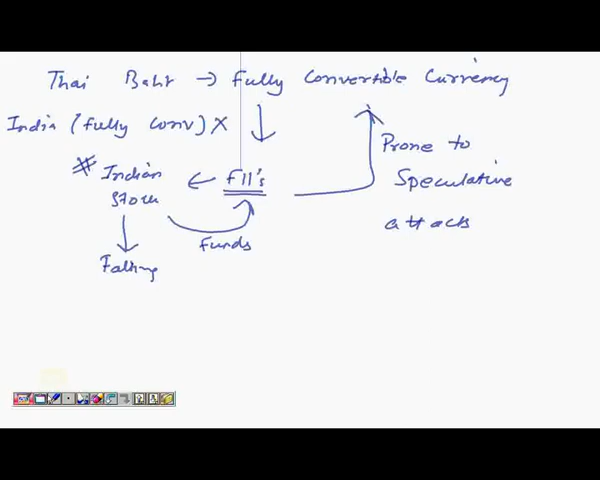 Thai Baht → Fully Convertible Currency
India (fully conv) X
Prone to
* Indian ← FII's
Speculative
Stock
attacks
Funds
Falling